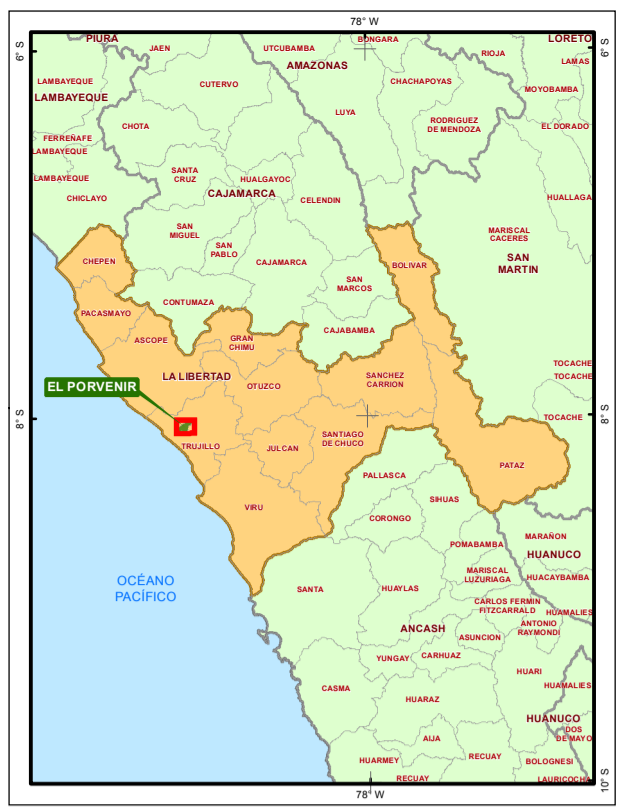 78° W
PIURA
JAEN
UTCUBAMBA
BONGARA
LORETO
6° S
6° S
AMAZONAS
RIOJA
LAMAS
LAMBAYEQUE
CUTERVO
CHACHAPOYAS
MOYOBAMBA
LAMBAYEQUE
LUYA
CHOTA
RODRIGUEZ
DE MENDOZA
EL DORADO
FERREÑAFE
LAMBAYEQUE
SANTA
CRUZ
HUALGAYOC
LAMBAYEQUE
CAJAMARCA
CHICLAYO
CELENDIN
HUALLAGA
SAN
MIGUEL
MARISCAL
CACERES
SAN
PABLO
SAN
MARTIN
CHEPEN
CAJAMARCA
BOLIVAR
SAN
MARCOS
CONTUMAZA
PACASMAYO
CAJABAMBA
ASCOPE
GRAN
CHIMU
TOCACHE
LA LIBERTAD
SANCHEZ
CARRION
TOCACHE
EL PORVENIR
OTUZCO
8° S
8° S
TOCACHE
TRUJILLO
SANTIAGO
DE CHUCO
JULCAN
PATAZ
PALLASCA
SIHUAS
VIRU
CORONGO
MARAÑON
POMABAMBA
HUANUCO
MARISCAL
LUZURIAGA
HUACAYBAMBA
OCÉANO
PACÍFICO
SANTA
HUAYLAS
CARLOS FERMIN
FITZCARRALD
HUAMALIES
ANCASH
ANTONIO
RAYMONDI
ASUNCION
YUNGAY
CARHUAZ
HUARI
CASMA
HUAMALIES
HUARAZ
HUANUCO
DOS
DE MAYO
AIJA
HUARMEY
RECUAY
BOLOGNESI
RECUAY
LAURICOCHA
10° S
78° W